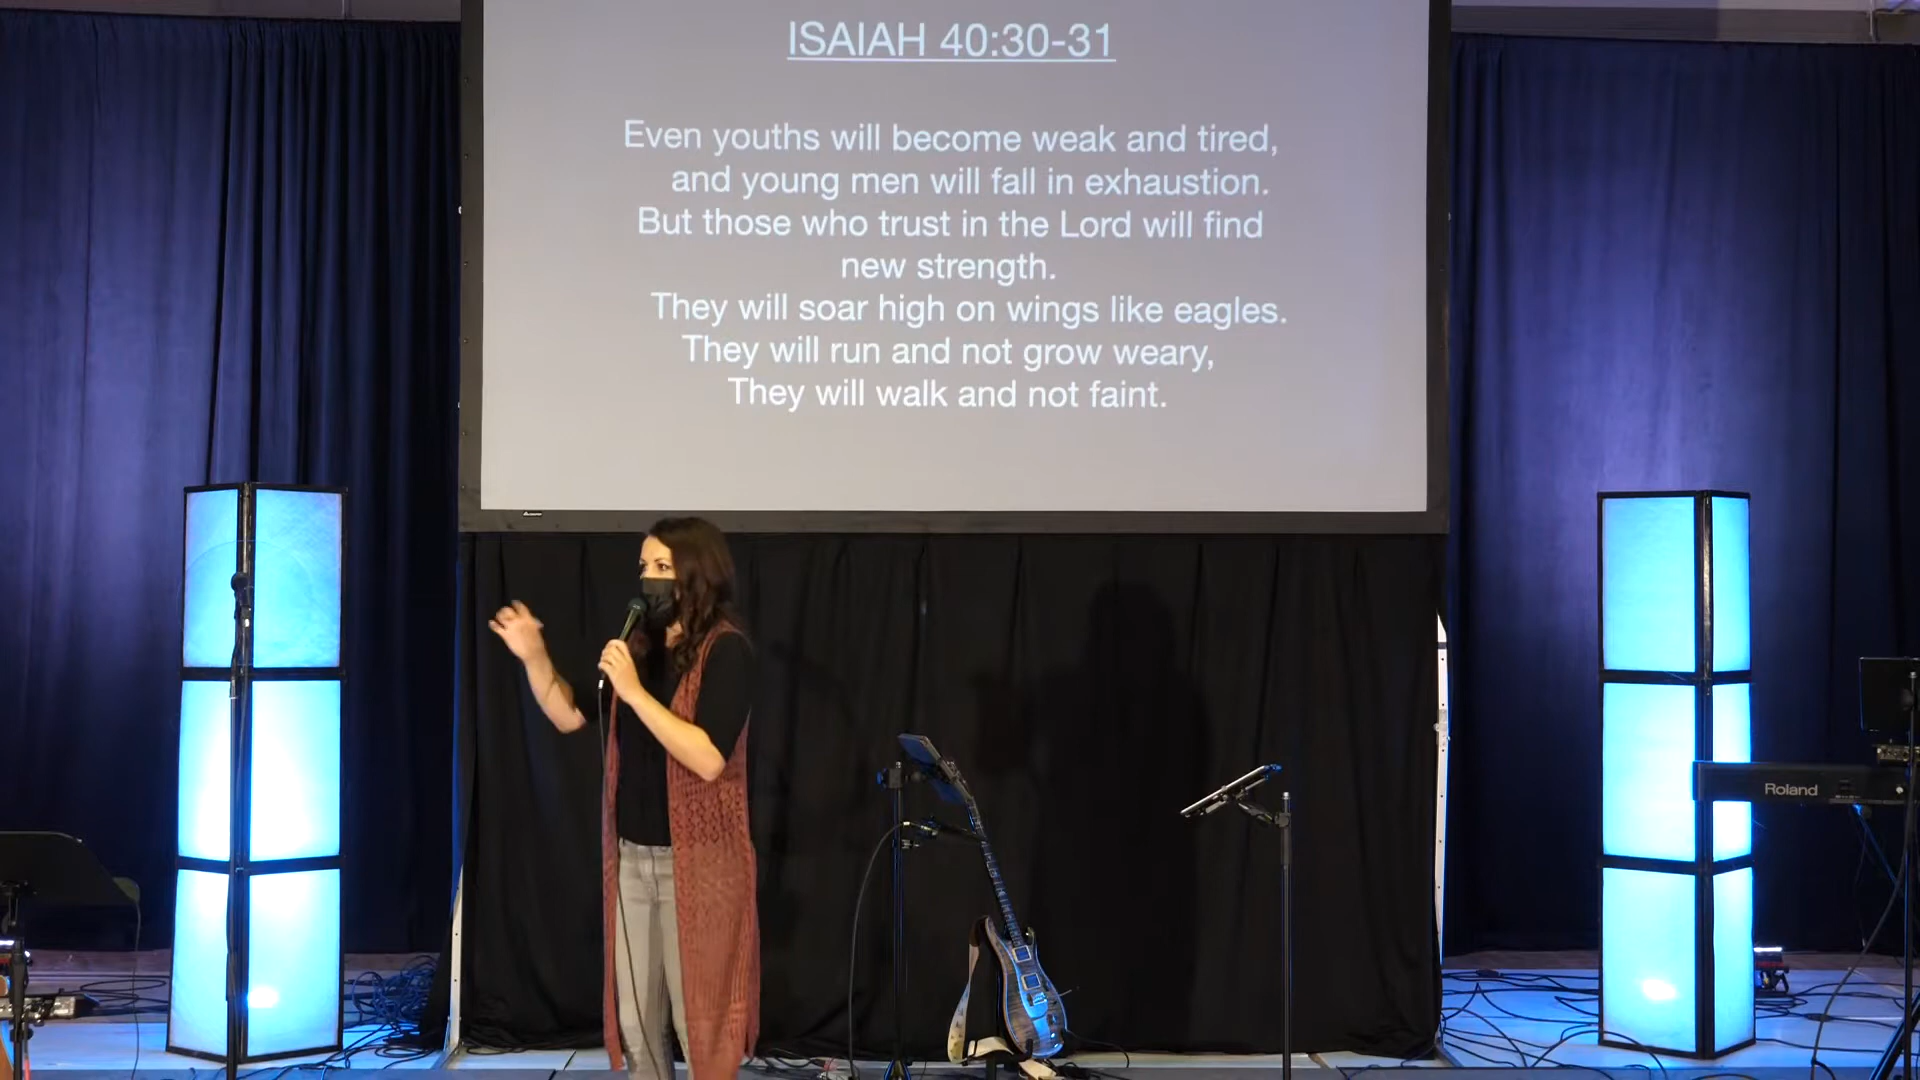 ISAIAH 40:30-31
Even youths will become weak and tired,
and young men will fall in exhaustion.
But those who trust in the Lord will find
new strength.
They will soar high on wings like eagles.
They will run and not grow weary,
They will walk and not faint.
Roland